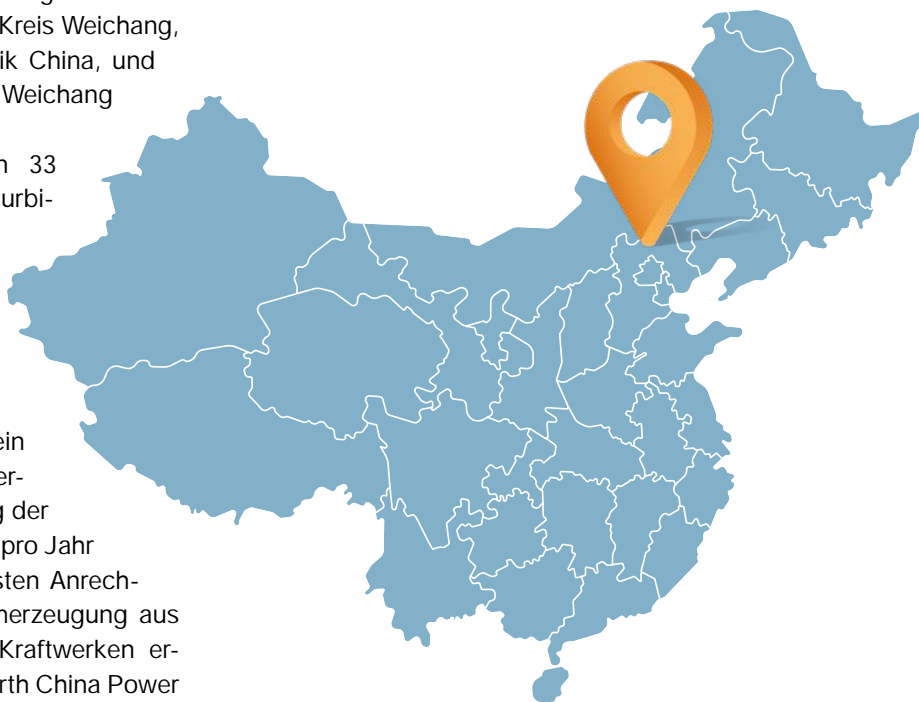 Kreis Weichang,
ik China, und
Weichang
33
urbi-
ein
er-
g der
pro Jahr
sten Anrech-
erzeugung aus
Kraftwerken er-
rth China Power